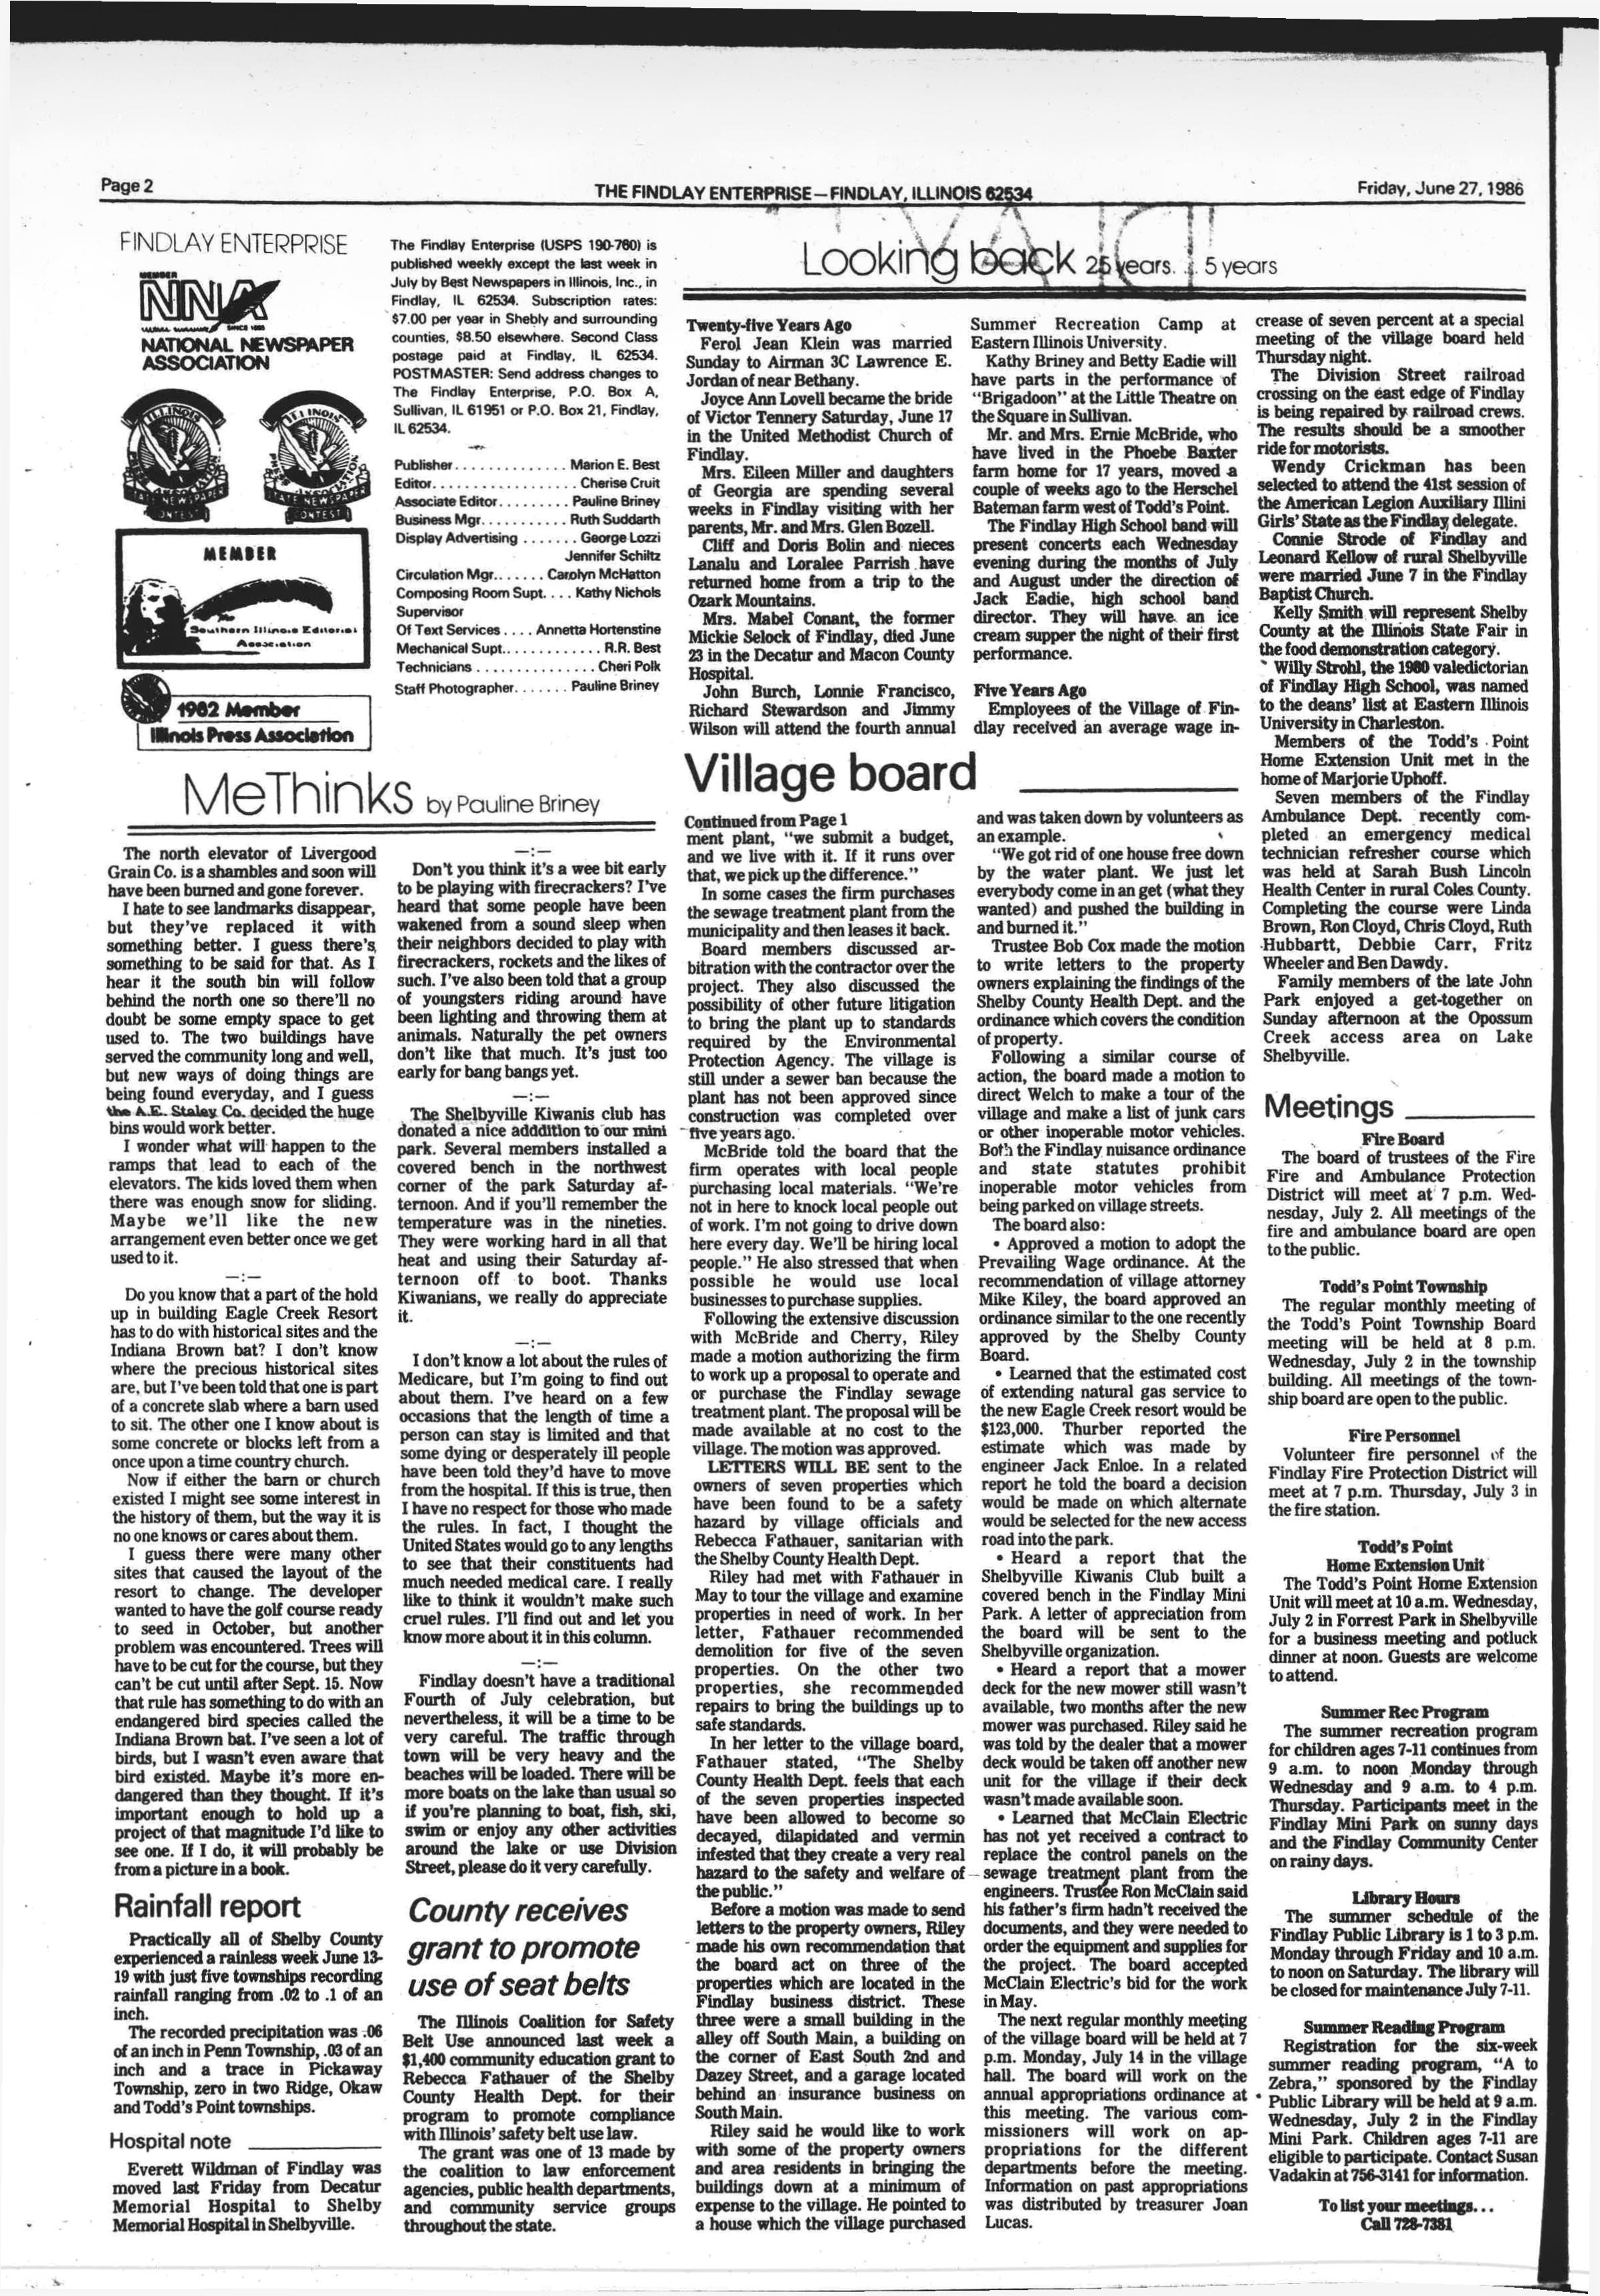 Page 2
THE FINDLAY ENTERPRISE—FINDLAY, ILLINOIS 62534
Friday, June 27, 1986
FINDLAY ENTERPRISE
MEMBER
NNA
SINCE 1885
NATIONAL NEWSPAPER
ASSOCIATION
MEMBER
The
Southern Illinois Editorial
Association
1982 Member
Illinois Press Association
The Findlay Enterprise (USPS 190-760) is
published weekly except the last week in
July by Best Newspapers in Illinois, Inc., in
Findlay, IL 62534. Subscription rates:
$7.00 per year in Shebly and surrounding
counties, $8.50 elsewhere. Second Class
postage paid at Findlay, IL 62534.
POSTMASTER: Send address changes to
The Findlay Enterprise, P.O. Box A,
Sullivan, IL 61951 or P.O. Box 21, Findlay,
IL 62534.
Publisher.............. Marion E. Best
Editor.................. Cherise Cruit
Associate Editor......... Pauline Briney
Business Mgr........... Ruth Suddarth
Display Advertising ....... George Lozzi
Jennifer Schiltz
Circulation Mgr....... Carolyn McHatton
Composing Room Supt.... Kathy Nichols
Supervisor
Of Text Services .... Annetta Hortenstine
Mechanical Supt.............. R.R. Best
Technicians ............... Cheri Polk
Staff Photographer....... Pauline Briney
MeThinks by Pauline Briney
The north elevator of Livergood
Grain Co. is a shambles and soon will
have been burned and gone forever.
I hate to see landmarks disappear,
but they've replaced it with
something better. I guess there's
something to be said for that. As I
hear it the south bin will follow
behind the north one so there'll no
doubt be some empty space to get
used to. The two buildings have
served the community long and well,
but new ways of doing things are
being found everyday, and I guess
the A.E. Staley Co. decided the huge
bins would work better.
I wonder what will happen to the
ramps that lead to each of the
elevators. The kids loved them when
there was enough snow for sliding.
Maybe we'll like the new
arrangement even better once we get
used to it.
—:—
Do you know that a part of the hold
up in building Eagle Creek Resort
has to do with historical sites and the
Indiana Brown bat? I don't know
where the precious historical sites
are, but I've been told that one is part
of a concrete slab where a barn used
to sit. The other one I know about is
some concrete or blocks left from a
once upon a time country church.
Now if either the barn or church
existed I might see some interest in
the history of them, but the way it is
no one knows or cares about them.
I guess there were many other
sites that caused the layout of the
resort to change. The developer
wanted to have the golf course ready
to seed in October, but another
problem was encountered. Trees will
have to be cut for the course, but they
can't be cut until after Sept. 15. Now
that rule has something to do with an
endangered bird species called the
Indiana Brown bat. I've seen a lot of
birds, but I wasn't even aware that
bird existed. Maybe it's more en-
dangered than they thought. If it's
important enough to hold up a
project of that magnitude I'd like to
see one. If I do, it will probably be
from a picture in a book.
—:—
Don't you think it's a wee bit early
to be playing with firecrackers? I've
heard that some people have been
wakened from a sound sleep when
their neighbors decided to play with
firecrackers, rockets and the likes of
such. I've also been told that a group
of youngsters riding around have
been lighting and throwing them at
animals. Naturally the pet owners
don't like that much. It's just too
early for bang bangs yet.
—:—
The Shelbyville Kiwanis club has
donated a nice adddition to our mini
park. Several members installed a
covered bench in the northwest
corner of the park Saturday af-
ternoon. And if you'll remember the
temperature was in the nineties.
They were working hard in all that
heat and using their Saturday af-
ternoon off to boot. Thanks
Kiwanians, we really do appreciate
it.
—:—
I don't know a lot about the rules of
Medicare, but I'm going to find out
about them. I've heard on a few
occasions that the length of time a
person can stay is limited and that
some dying or desperately ill people
have been told they'd have to move
from the hospital. If this is true, then
I have no respect for those who made
the rules. In fact, I thought the
United States would go to any lengths
to see that their constituents had
much needed medical care. I really
like to think it wouldn't make such
cruel rules. I'll find out and let you
know more about it in this column.
—:—
Findlay doesn't have a traditional
Fourth of July celebration, but
nevertheless, it will be a time to be
very careful. The traffic through
town will be very heavy and the
beaches will be loaded. There will be
more boats on the lake than usual so
if you're planning to boat, fish, ski,
swim or enjoy any other activities
around the lake or use Division
Street, please do it very carefully.
Rainfall report
Practically all of Shelby County
experienced a rainless week June 13-
19 with just five townships recording
rainfall ranging from .02 to .1 of an
inch.
The recorded precipitation was .06
of an inch in Penn Township, .03 of an
inch and a trace in Pickaway
Township, zero in two Ridge, Okaw
and Todd's Point townships.
Hospital note
Everett Wildman of Findlay was
moved last Friday from Decatur
Memorial Hospital to Shelby
Memorial Hospital in Shelbyville.
County receives
grant to promote
use of seat belts
The Illinois Coalition for Safety
Belt Use announced last week a
$1,400 community education grant to
Rebecca Fathauer of the Shelby
County Health Dept. for their
program to promote compliance
with Illinois' safety belt use law.
The grant was one of 13 made by
the coalition to law enforcement
agencies, public health departments,
and community service groups
throughout the state.
Looking back 25 years... 5 years
Twenty-five Years Ago
Ferol Jean Klein was married
Sunday to Airman 3C Lawrence E.
Jordan of near Bethany.
Joyce Ann Lovell became the bride
of Victor Tennery Saturday, June 17
in the United Methodist Church of
Findlay.
Mrs. Eileen Miller and daughters
of Georgia are spending several
weeks in Findlay visiting with her
parents, Mr. and Mrs. Glen Bozell.
Cliff and Doris Bolin and nieces
Lanalu and Loralee Parrish have
returned home from a trip to the
Ozark Mountains.
Mrs. Mabel Conant, the former
Mickie Selock of Findlay, died June
23 in the Decatur and Macon County
Hospital.
John Burch, Lonnie Francisco,
Richard Stewardson and Jimmy
Wilson will attend the fourth annual
Summer Recreation Camp at
Eastern Illinois University.
Kathy Briney and Betty Eadie will
have parts in the performance of
"Brigadoon" at the Little Theatre on
the Square in Sullivan.
Mr. and Mrs. Ernie McBride, who
have lived in the Phoebe Baxter
farm home for 17 years, moved a
couple of weeks ago to the Herschel
Bateman farm west of Todd's Point.
The Findlay High School band will
present concerts each Wednesday
evening during the months of July
and August under the direction of
Jack Eadie, high school band
director. They will have an ice
cream supper the night of their first
performance.
Five Years Ago
Employees of the Village of Fin-
dlay received an average wage in-
crease of seven percent at a special
meeting of the village board held
Thursday night.
The Division Street railroad
crossing on the east edge of Findlay
is being repaired by railroad crews.
The results should be a smoother
ride for motorists.
Wendy Crickman has been
selected to attend the 41st session of
the American Legion Auxiliary Illini
Girls' State as the Findlay delegate.
Connie Strode of Findlay and
Leonard Kellow of rural Shelbyville
were married June 7 in the Findlay
Baptist Church.
Kelly Smith will represent Shelby
County at the Illinois State Fair in
the food demonstration category.
Willy Strohl, the 1980 valedictorian
of Findlay High School, was named
to the deans' list at Eastern Illinois
University in Charleston.
Members of the Todd's Point
Home Extension Unit met in the
home of Marjorie Uphoff.
Seven members of the Findlay
Ambulance Dept. recently com-
pleted an emergency medical
technician refresher course which
was held at Sarah Bush Lincoln
Health Center in rural Coles County.
Completing the course were Linda
Brown, Ron Cloyd, Chris Cloyd, Ruth
Hubbartt, Debbie Carr, Fritz
Wheeler and Ben Dawdy.
Family members of the late John
Park enjoyed a get-together on
Sunday afternoon at the Opossum
Creek access area on Lake
Shelbyville.
Village board
Continued from Page 1
ment plant, "we submit a budget,
and we live with it. If it runs over
that, we pick up the difference."
In some cases the firm purchases
the sewage treatment plant from the
municipality and then leases it back.
Board members discussed ar-
bitration with the contractor over the
project. They also discussed the
possibility of other future litigation
to bring the plant up to standards
required by the Environmental
Protection Agency. The village is
still under a sewer ban because the
plant has not been approved since
construction was completed over
five years ago.
McBride told the board that the
firm operates with local people
purchasing local materials. "We're
not in here to knock local people out
of work. I'm not going to drive down
here every day. We'll be hiring local
people." He also stressed that when
possible he would use local
businesses to purchase supplies.
Following the extensive discussion
with McBride and Cherry, Riley
made a motion authorizing the firm
to work up a proposal to operate and
or purchase the Findlay sewage
treatment plant. The proposal will be
made available at no cost to the
village. The motion was approved.
LETTERS WILL BE sent to the
owners of seven properties which
have been found to be a safety
hazard by village officials and
Rebecca Fathauer, sanitarian with
the Shelby County Health Dept.
Riley had met with Fathauer in
May to tour the village and examine
properties in need of work. In her
letter, Fathauer recommended
demolition for five of the seven
properties. On the other two
properties, she recommended
repairs to bring the buildings up to
safe standards.
In her letter to the village board,
Fathauer stated, "The Shelby
County Health Dept. feels that each
of the seven properties inspected
have been allowed to become so
decayed, dilapidated and vermin
infested that they create a very real
hazard to the safety and welfare of
the public."
Before a motion was made to send
letters to the property owners, Riley
made his own recommendation that
the board act on three of the
properties which are located in the
Findlay business district. These
three were a small building in the
alley off South Main, a building on
the corner of East South 2nd and
Dazey Street, and a garage located
behind an insurance business on
South Main.
Riley said he would like to work
with some of the property owners
and area residents in bringing the
buildings down at a minimum of
expense to the village. He pointed to
a house which the village purchased
and was taken down by volunteers as
an example.
"We got rid of one house free down
by the water plant. We just let
everybody come in an get (what they
wanted) and pushed the building in
and burned it."
Trustee Bob Cox made the motion
to write letters to the property
owners explaining the findings of the
Shelby County Health Dept. and the
ordinance which covers the condition
of property.
Following a similar course of
action, the board made a motion to
direct Welch to make a tour of the
village and make a list of junk cars
or other inoperable motor vehicles.
Both the Findlay nuisance ordinance
and state statutes prohibit
inoperable motor vehicles from
being parked on village streets.
The board also:
• Approved a motion to adopt the
Prevailing Wage ordinance. At the
recommendation of village attorney
Mike Kiley, the board approved an
ordinance similar to the one recently
approved by the Shelby County
Board.
• Learned that the estimated cost
of extending natural gas service to
the new Eagle Creek resort would be
$123,000. Thurber reported the
estimate which was made by
engineer Jack Enloe. In a related
report he told the board a decision
would be made on which alternate
would be selected for the new access
road into the park.
• Heard a report that the
Shelbyville Kiwanis Club built a
covered bench in the Findlay Mini
Park. A letter of appreciation from
the board will be sent to the
Shelbyville organization.
• Heard a report that a mower
deck for the new mower still wasn't
available, two months after the new
mower was purchased. Riley said he
was told by the dealer that a mower
deck would be taken off another new
unit for the village if their deck
wasn't made available soon.
• Learned that McClain Electric
has not yet received a contract to
replace the control panels on the
sewage treatment plant from the
engineers. Trustee Ron McClain said
his father's firm hadn't received the
documents, and they were needed to
order the equipment and supplies for
the project. The board accepted
McClain Electric's bid for the work
in May.
The next regular monthly meeting
of the village board will be held at 7
p.m. Monday, July 14 in the village
hall. The board will work on the
annual appropriations ordinance at
this meeting. The various com-
missioners will work on ap-
propriations for the different
departments before the meeting.
Information on past appropriations
was distributed by treasurer Joan
Lucas.
Meetings
Fire Board
The board of trustees of the Fire
Fire and Ambulance Protection
District will meet at 7 p.m. Wed-
nesday, July 2. All meetings of the
fire and ambulance board are open
to the public.
Todd's Point Township
The regular monthly meeting of
the Todd's Point Township Board
meeting will be held at 8 p.m.
Wednesday, July 2 in the township
building. All meetings of the town-
ship board are open to the public.
Fire Personnel
Volunteer fire personnel of the
Findlay Fire Protection District will
meet at 7 p.m. Thursday, July 3 in
the fire station.
Todd's Point
Home Extension Unit
The Todd's Point Home Extension
Unit will meet at 10 a.m. Wednesday,
July 2 in Forrest Park in Shelbyville
for a business meeting and potluck
dinner at noon. Guests are welcome
to attend.
Summer Rec Program
The summer recreation program
for children ages 7-11 continues from
9 a.m. to noon Monday through
Wednesday and 9 a.m. to 4 p.m.
Thursday. Participants meet in the
Findlay Mini Park on sunny days
and the Findlay Community Center
on rainy days.
Library Hours
The summer schedule of the
Findlay Public Library is 1 to 3 p.m.
Monday through Friday and 10 a.m.
to noon on Saturday. The library will
be closed for maintenance July 7-11.
Summer Reading Program
Registration for the six-week
summer reading program, "A to
Zebra," sponsored by the Findlay
Public Library will be held at 9 a.m.
Wednesday, July 2 in the Findlay
Mini Park. Children ages 7-11 are
eligible to participate. Contact Susan
Vadakin at 756-3141 for information.
To list your meetings...
Call 728-7381